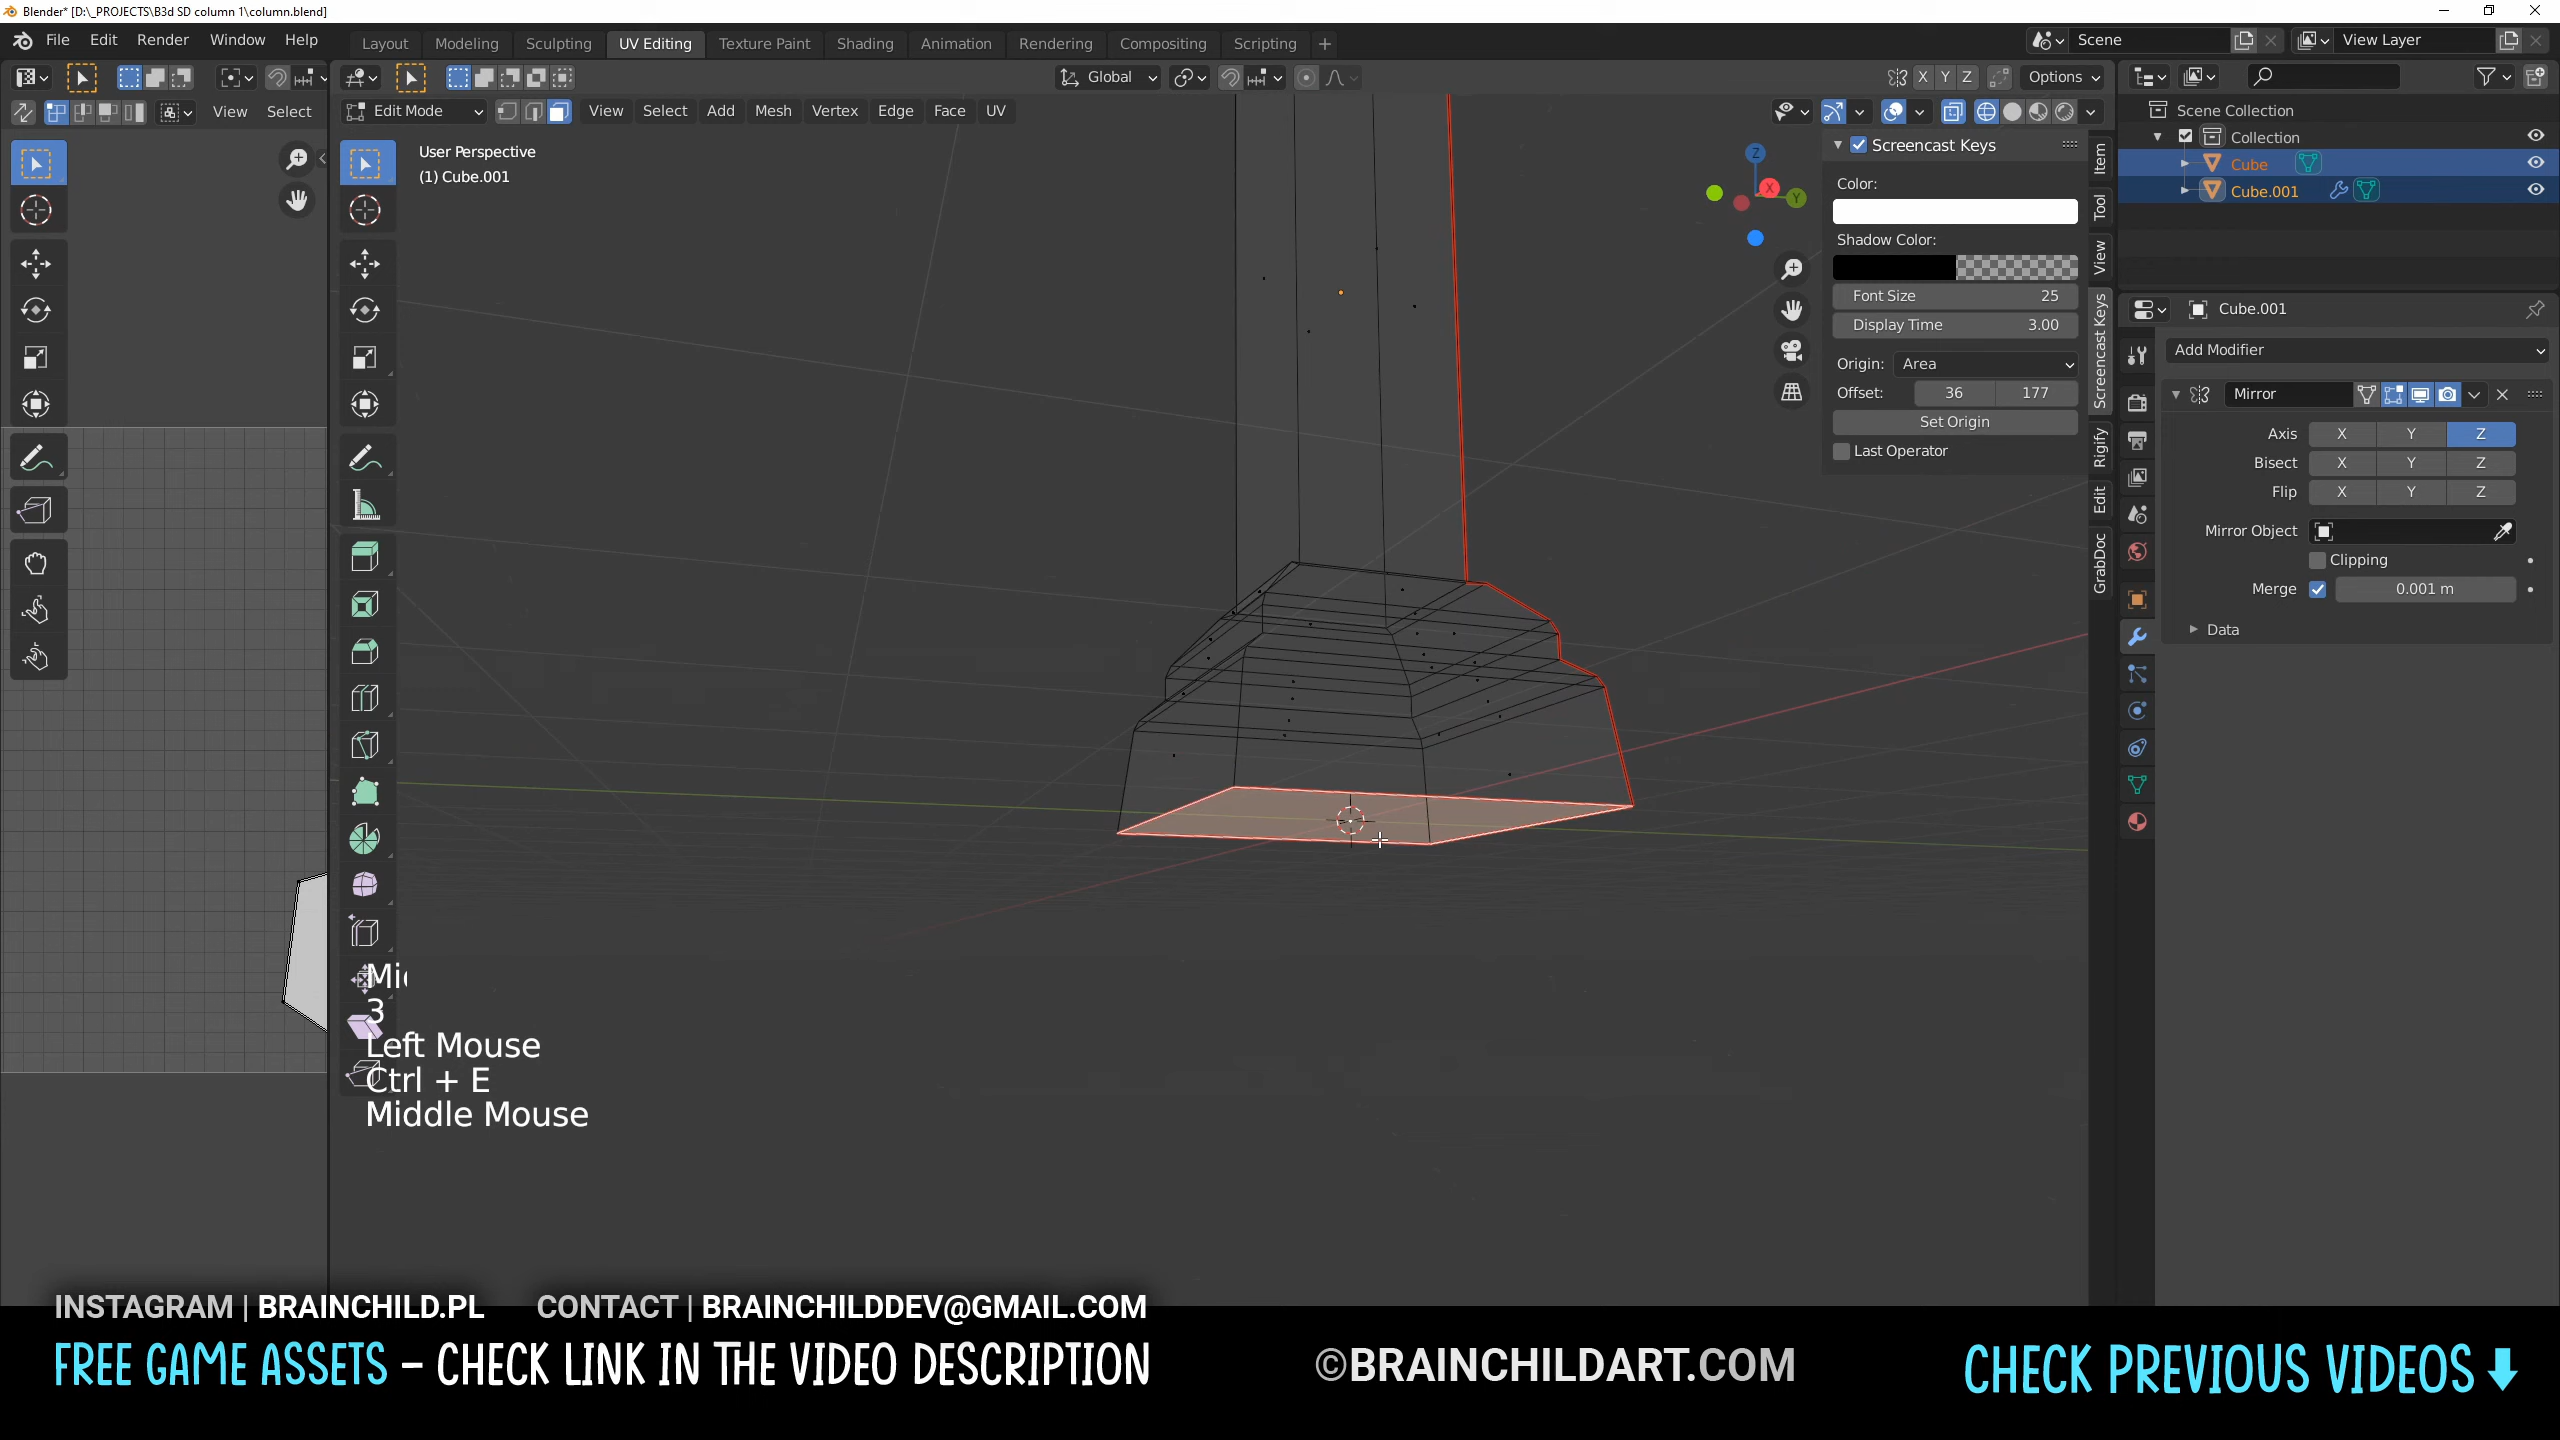 Blender* [D:\_PROJECTS\B3d SD column 1\column.blend]
File Edit Render Window Help
Layout Modeling Sculpting UV Editing Texture Paint Shading Animation Rendering Compositing Scripting
Scene
View Layer
Global
X Y Z
Options
View Select
Edit Mode
View Select Add Mesh Vertex Edge Face UV
User Perspective
(1) Cube.001
Z
X
Y
Screencast Keys
Color:
Shadow Color:
Font Size 25
Display Time 3.00
Origin: Area
Offset: 36 177
Set Origin
Last Operator
Item
Tool
View
Screencast Keys
Rigify
Edit
GrabDoc
Scene Collection
Collection
Cube
Cube.001
Cube.001
Add Modifier
Mirror
Axis X Y Z
Bisect X Y Z
Flip X Y Z
Mirror Object
Clipping
Merge 0.001 m
Data
3
Left Mouse
Ctrl + E
Middle Mouse
INSTAGRAM | BRAINCHILD.PL CONTACT | BRAINCHILDDEV@GMAIL.COM
FREE GAME ASSETS – CHECK LINK IN THE VIDEO DESCRIPTION
©BRAINCHILDART.COM
CHECK PREVIOUS VIDEOS